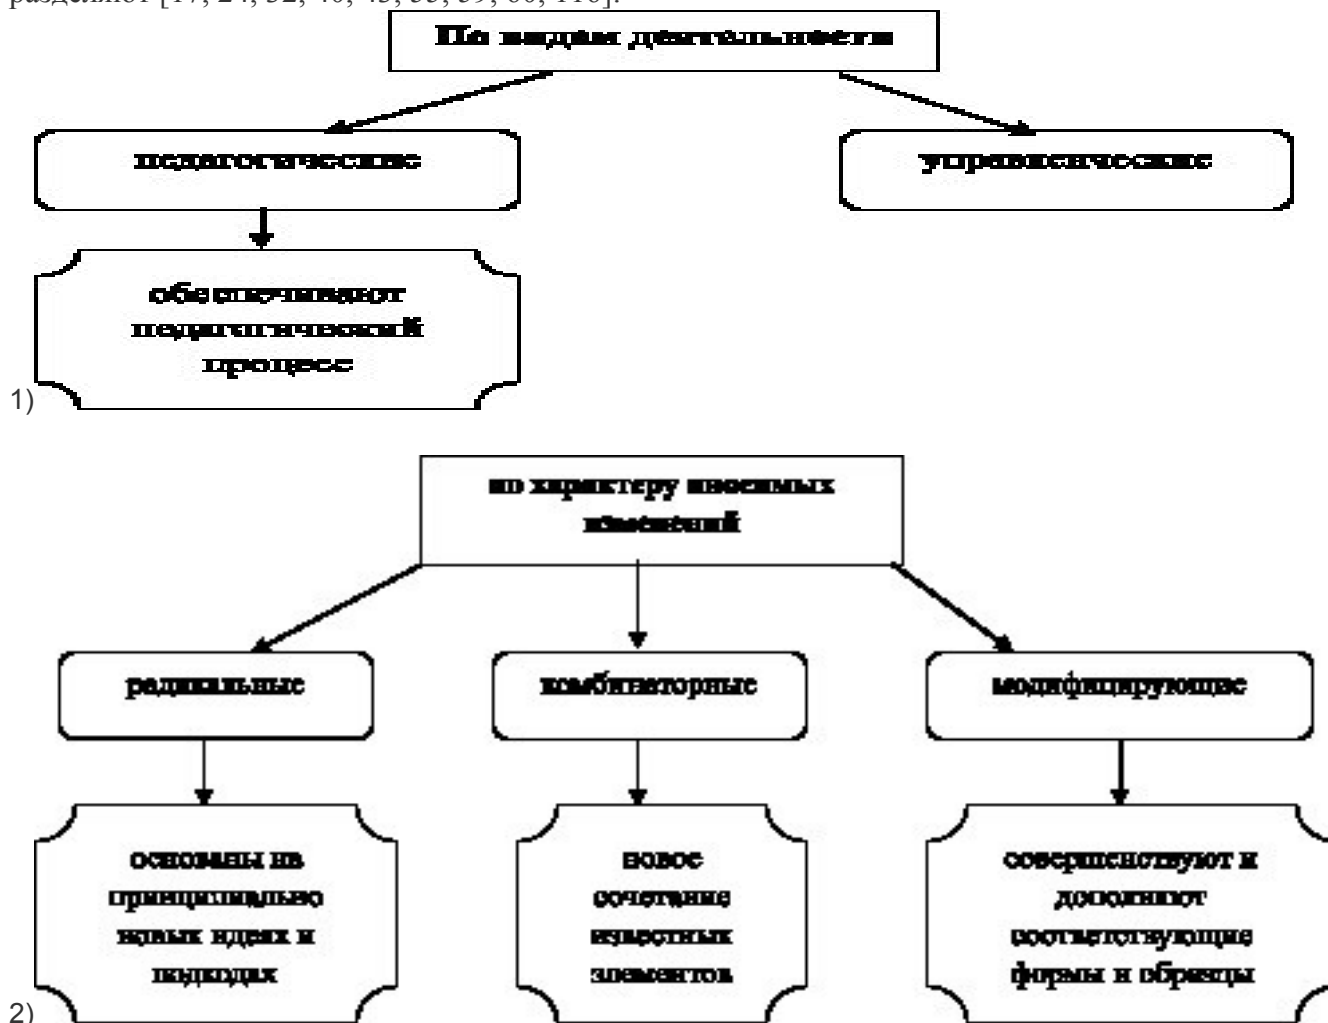 разделяют
По видам деятельности
педагогические
управленческие
обеспечивают
педагогический
процесс
1)
по характеру вносимых
изменений
радикальные
комбинаторные
модифицирующие
основаны на
принципиально
новых идеях и
подходах
новое
сочетание
известных
элементов
совершенствуют и
дополняют
соответствующие
формы и образцы
2)